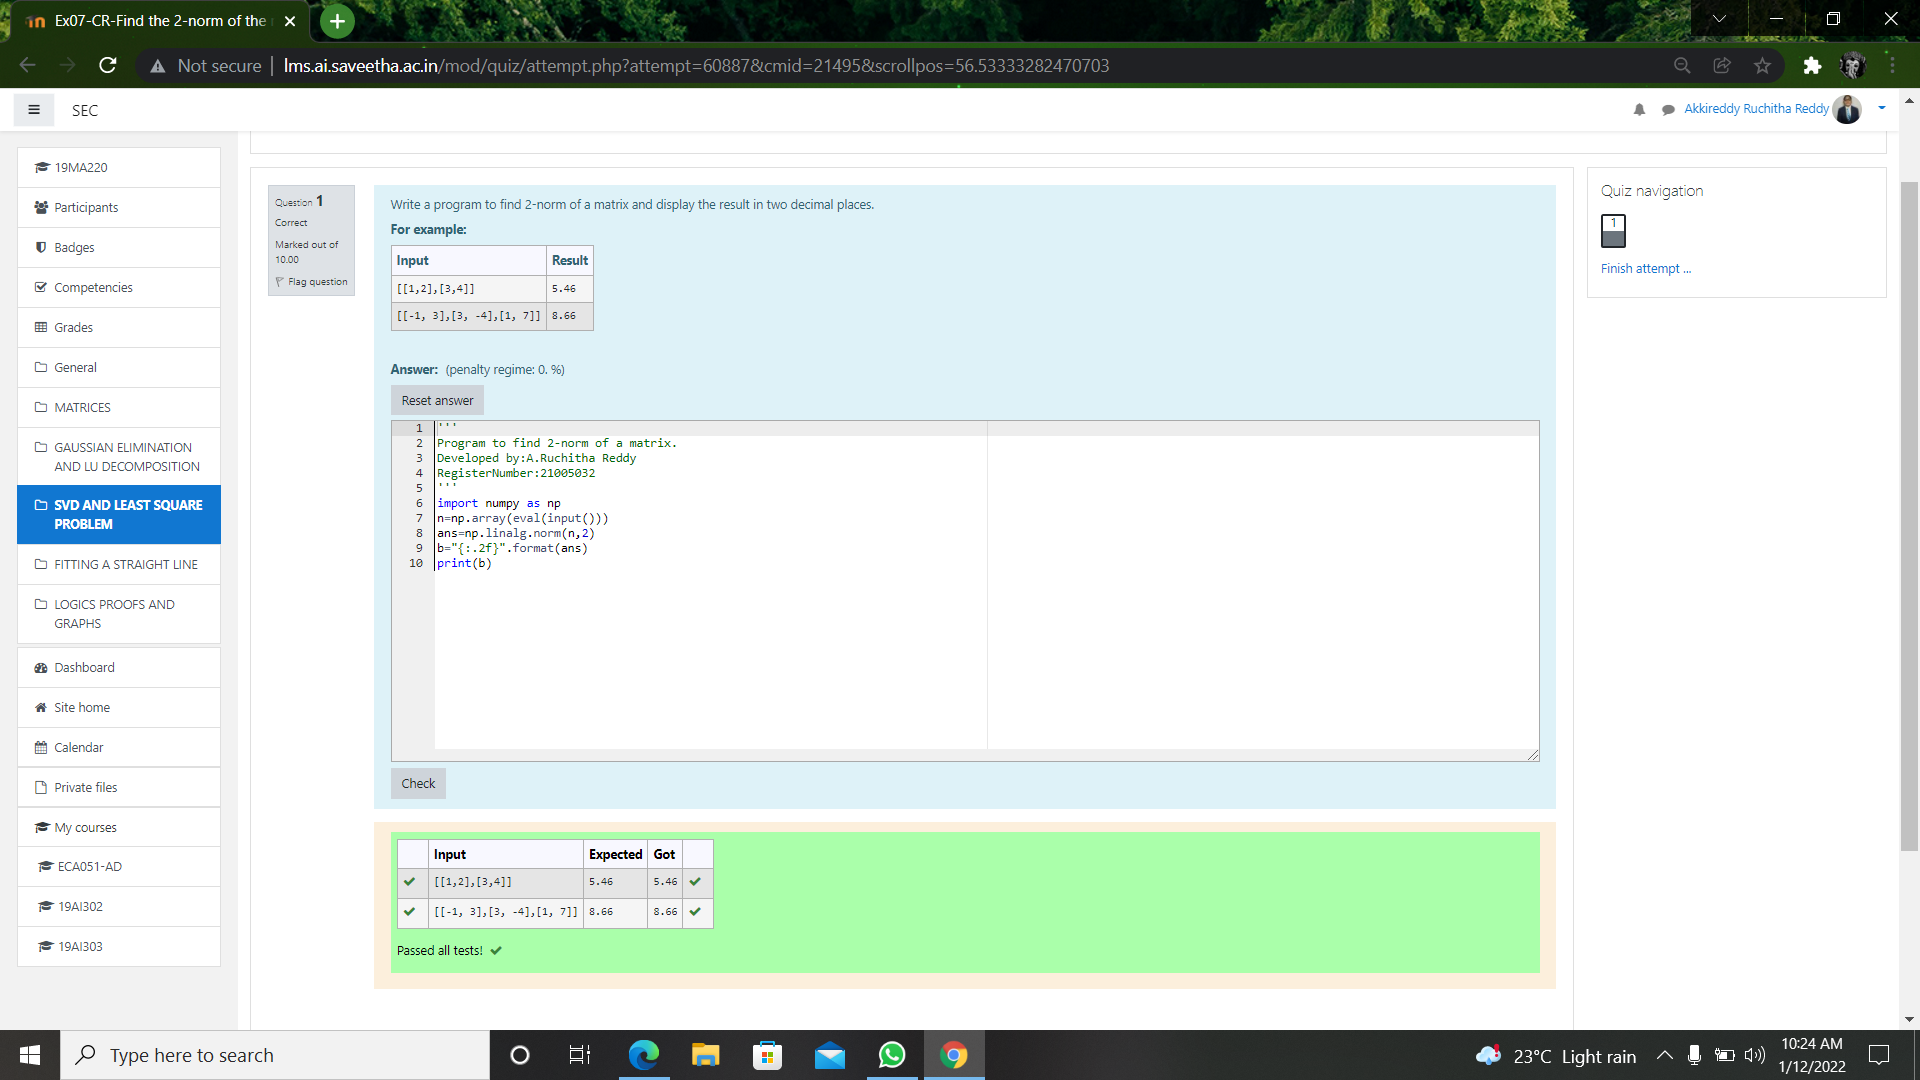 Ex07-CR-Find the 2-norm of the
Not secure | lms.ai.saveetha.ac.in/mod/quiz/attempt.php?attempt=60887&cmid=21495&scrollpos=56.53333282470703
SEC
Akkireddy Ruchitha Reddy
19MA220
Participants
Badges
Competencies
Grades
General
MATRICES
GAUSSIAN ELIMINATION
AND LU DECOMPOSITION
SVD AND LEAST SQUARE
PROBLEM
FITTING A STRAIGHT LINE
LOGICS PROOFS AND
GRAPHS
Dashboard
Site home
Calendar
Private files
My courses
ECA051-AD
19AI302
19AI303
Question 1
Correct
Marked out of
10.00
Flag question
Write a program to find 2-norm of a matrix and display the result in two decimal places.
For example:
Input Result
[[1,2],[3,4]] 5.46
[[-1, 3],[3, -4],[1, 7]] 8.66
Answer: (penalty regime: 0. %)
Reset answer
1 '''
2 Program to find 2-norm of a matrix.
3 Developed by:A.Ruchitha Reddy
4 RegisterNumber:21005032
5 '''
6 import numpy as np
7 n=np.array(eval(input()))
8 ans=np.linalg.norm(n,2)
9 b="{:.2f}".format(ans)
10 print(b)
Check
Input Expected Got
[[1,2],[3,4]] 5.46 5.46
[[-1, 3],[3, -4],[1, 7]] 8.66 8.66
Passed all tests!
Quiz navigation
1
Finish attempt ...
Type here to search
23°C Light rain
10:24 AM
1/12/2022